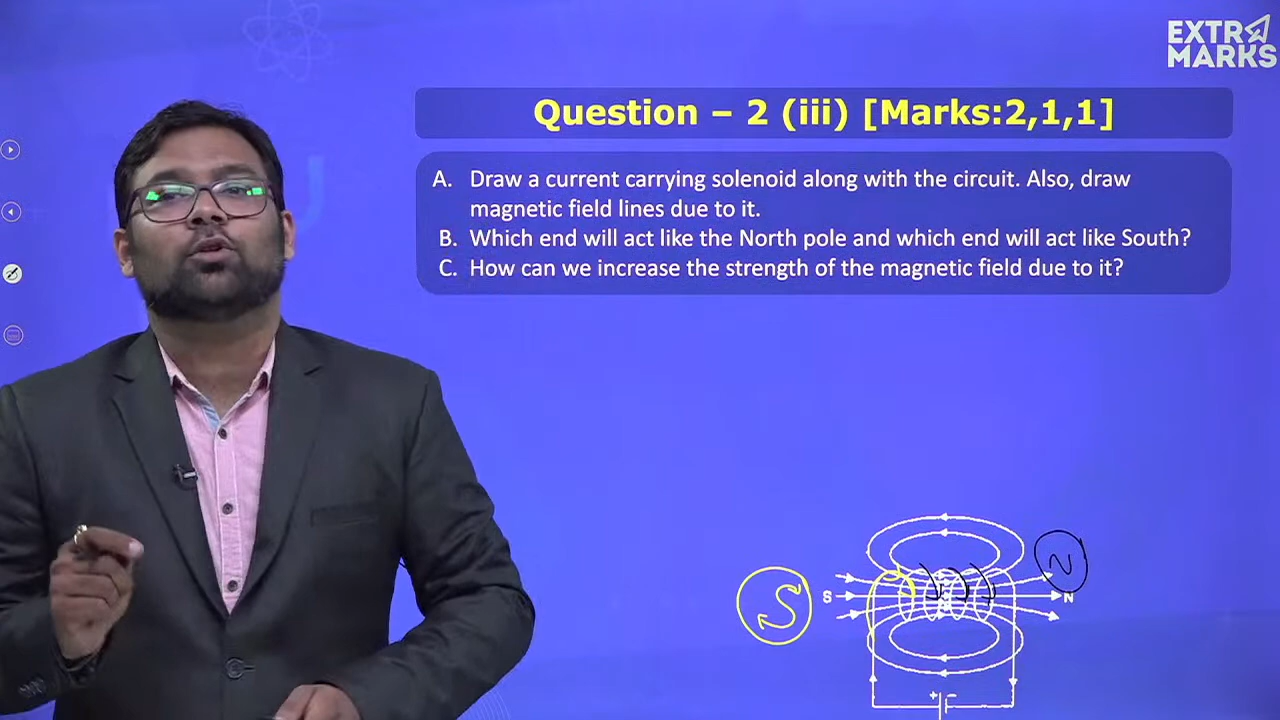 EXTRA
MARKS
Question – 2 (iii) [Marks:2,1,1]
A. Draw a current carrying solenoid along with the circuit. Also, draw
magnetic field lines due to it.
B. Which end will act like the North pole and which end will act like South?
C. How can we increase the strength of the magnetic field due to it?
N
S
S
N
+ -